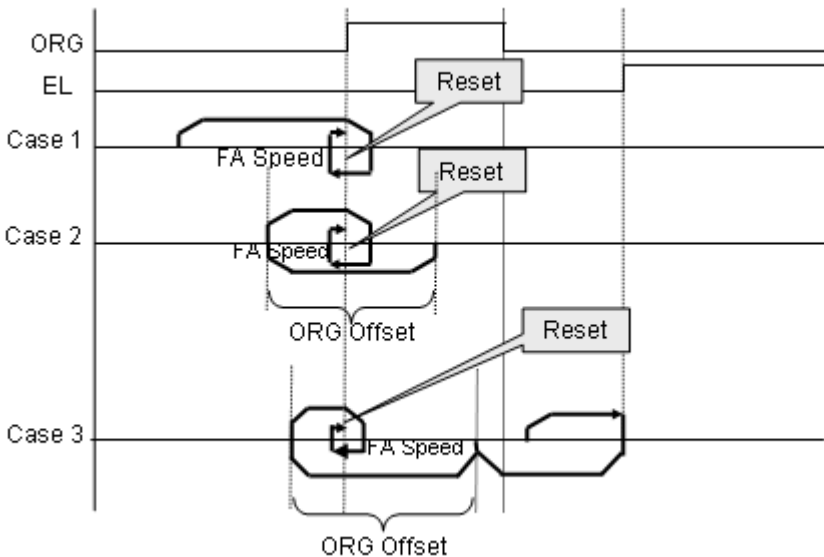 ORG
EL
Reset
Case 1
FA Speed
Reset
Case 2
FA Speed
ORG Offset
Reset
Case 3
FA Speed
ORG Offset